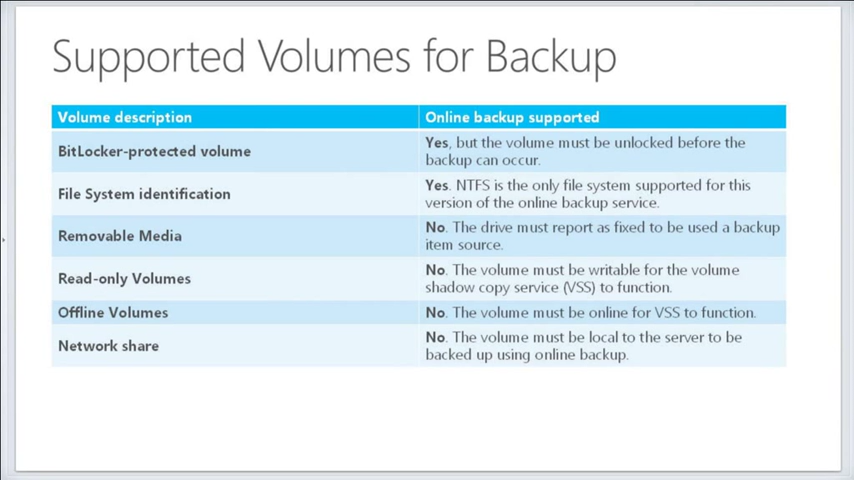 Supported Volumes for Backup
Volume description
Online backup supported
BitLocker-protected volume
Yes, but the volume must be unlocked before the
backup can occur.
File System identification
Yes. NTFS is the only file system supported for this
version of the online backup service.
Removable Media
No. The drive must report as fixed to be used a backup
item source.
Read-only Volumes
No. The volume must be writable for the volume
shadow copy service (VSS) to function.
Offline Volumes
No. The volume must be online for VSS to function.
Network share
No. The volume must be local to the server to be
backed up using online backup.